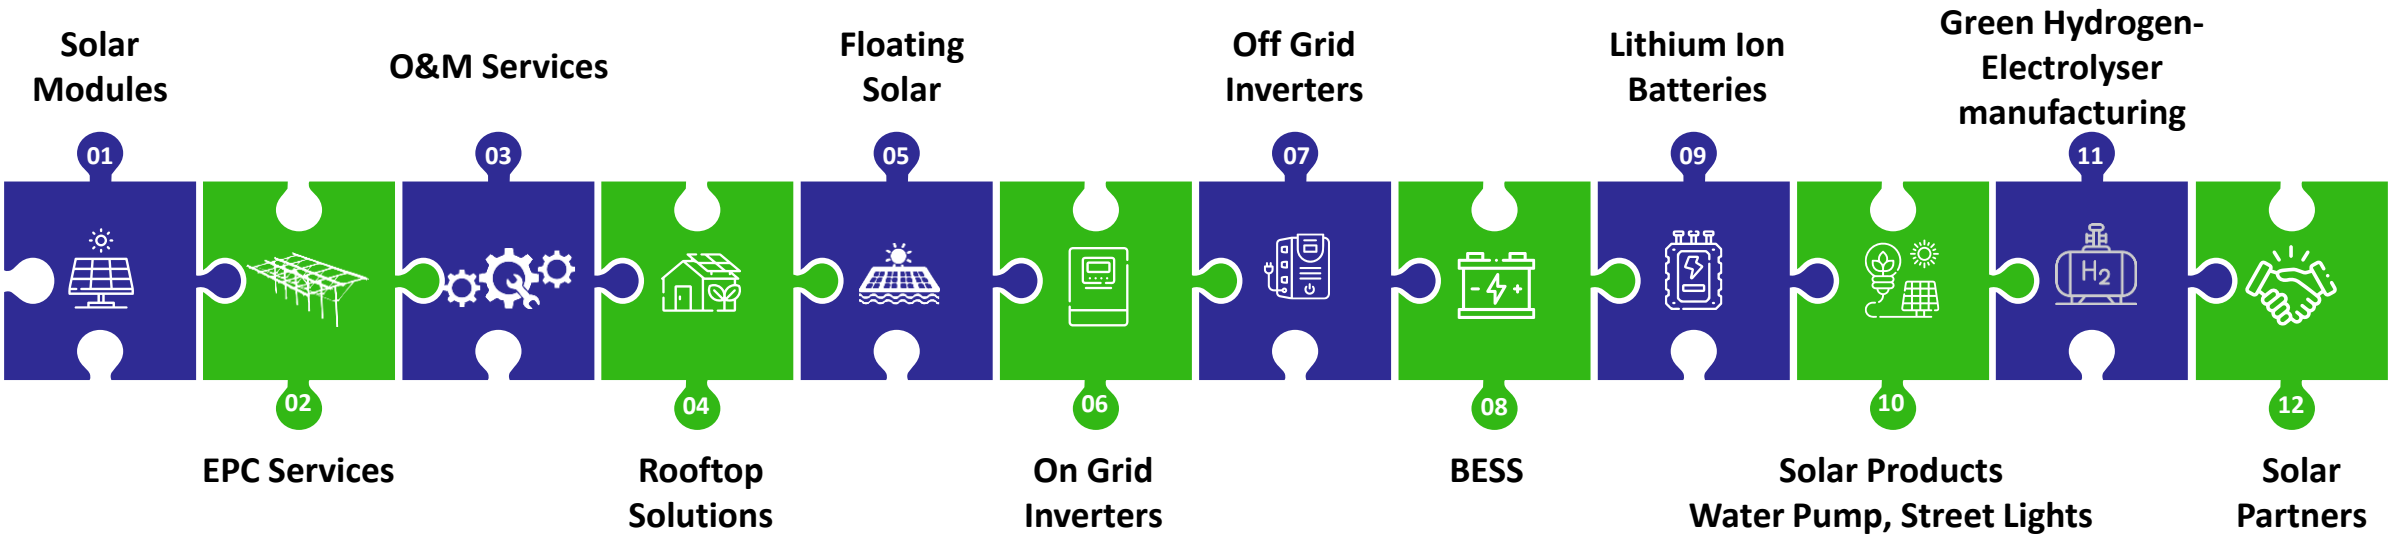 Solar
Modules
01
EPC Services
02
O&M Services
03
Rooftop
Solutions
04
Floating
Solar
05
On Grid
Inverters
06
Off Grid
Inverters
07
BESS
08
Lithium Ion
Batteries
09
Solar Products
Water Pump, Street Lights
10
Green Hydrogen-
Electrolyser
manufacturing
11
H2
Solar
Partners
12